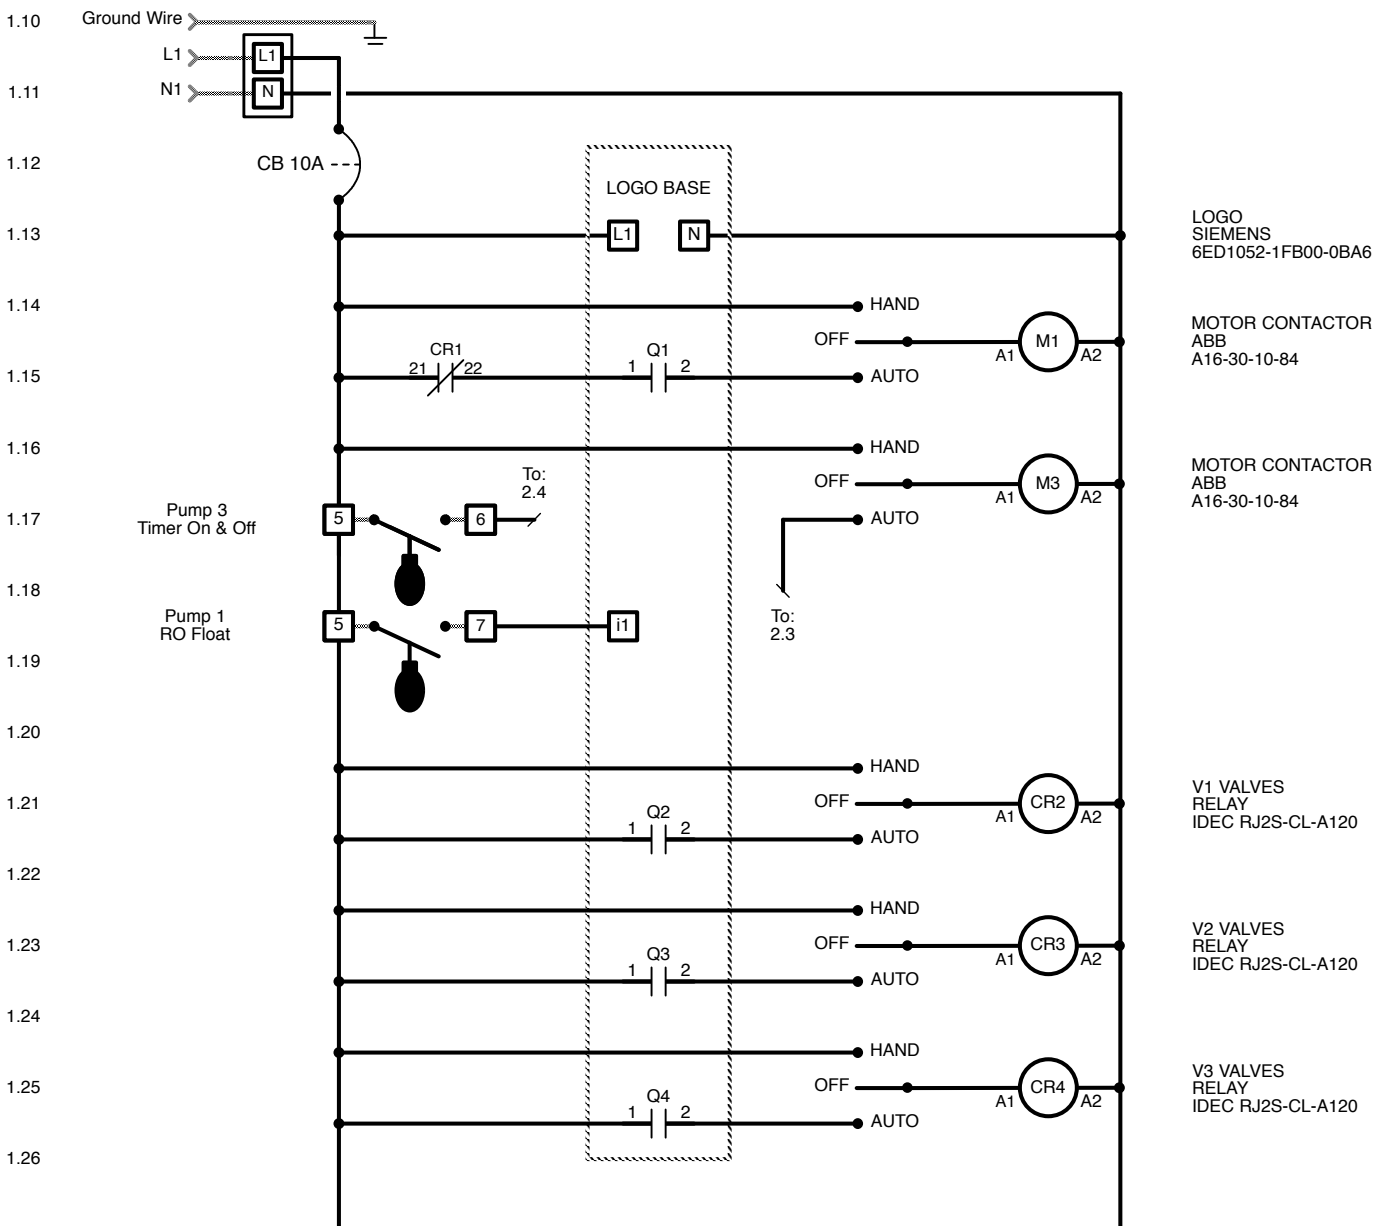 1.10
Ground Wire
L1
L1
1.11
N1
N
1.12
CB 10A
LOGO BASE
1.13
L1
N
LOGO
SIEMENS
6ED1052-1FB00-0BA6
1.14
HAND
OFF
A1
M1
A2
MOTOR CONTACTOR
ABB
A16-30-10-84
1.15
CR1
21
22
Q1
1
2
AUTO
1.16
HAND
OFF
A1
M3
A2
MOTOR CONTACTOR
ABB
A16-30-10-84
1.17
Pump 3
Timer On & Off
5
6
To:
2.4
AUTO
1.18
To:
2.3
Pump 1
RO Float
5
7
i1
1.19
1.20
HAND
1.21
OFF
A1
CR2
A2
V1 VALVES
RELAY
IDEC RJ2S-CL-A120
Q2
1
2
AUTO
1.22
HAND
1.23
OFF
A1
CR3
A2
V2 VALVES
RELAY
IDEC RJ2S-CL-A120
Q3
1
2
AUTO
1.24
HAND
1.25
OFF
A1
CR4
A2
V3 VALVES
RELAY
IDEC RJ2S-CL-A120
Q4
1
2
AUTO
1.26